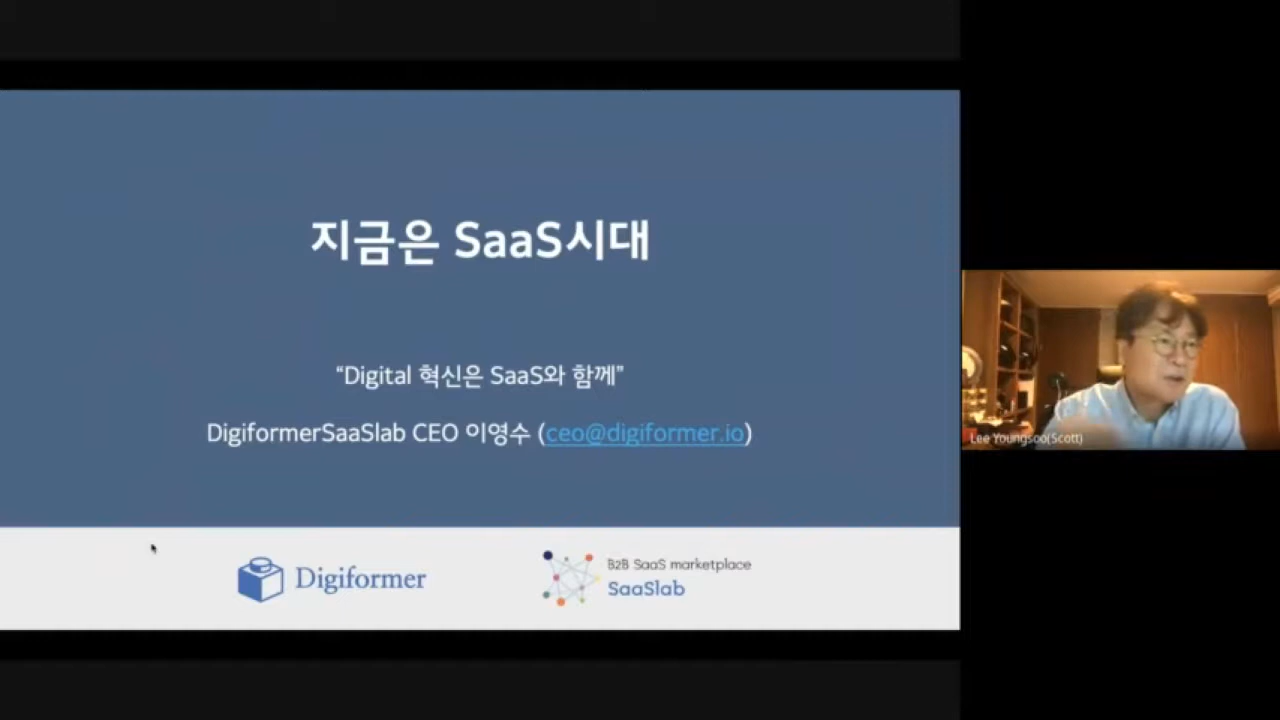 지금은 SaaS시대
“Digital 혁신은 SaaS와 함께”
DigiformerSaaSlab CEO 이영수 (ceo@digiformer.io)
Digiformer
B2B SaaS marketplace
SaaSlab
Lee Youngsoo(Scott)